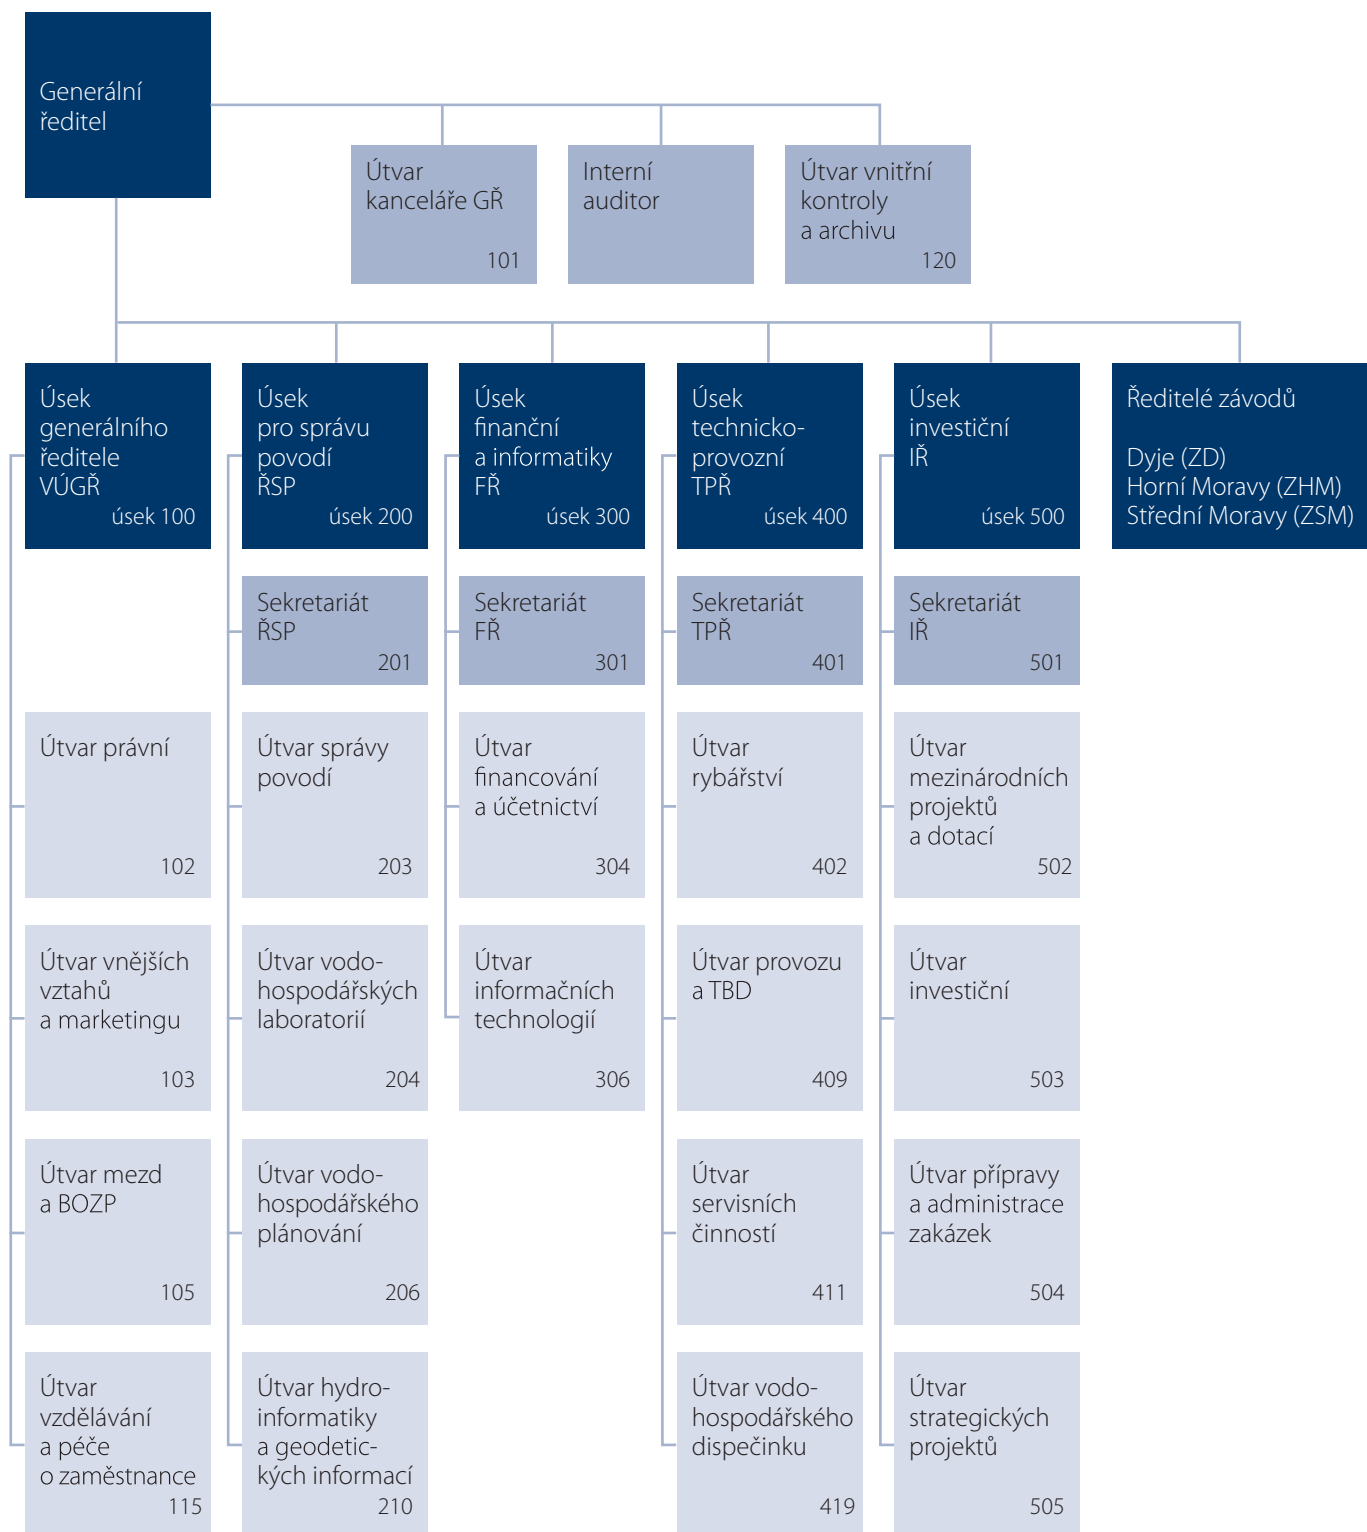 Generální
ředitel
Útvar
kanceláře GŘ
101
Interní
auditor
Útvar vnitřní
kontroly
a archivu
120
Úsek
generálního
ředitele
VÚGŘ
úsek 100
Úsek
pro správu
povodí
ŘSP
úsek 200
Úsek
finanční
a informatiky
FŘ
úsek 300
Úsek
technicko-
provozní
TPŘ
úsek 400
Úsek
investiční
IŘ
úsek 500
Ředitelé závodů
Dyje (ZD)
Horní Moravy (ZHM)
Střední Moravy (ZSM)
Sekretariát
ŘSP
201
Sekretariát
FŘ
301
Sekretariát
TPŘ
401
Sekretariát
IŘ
501
Útvar právní
102
Útvar správy
povodí
203
Útvar
financování
a účetnictví
304
Útvar
rybářství
402
Útvar
mezinárodních
projektů
a dotací
502
Útvar vnějších
vztahů
a marketingu
103
Útvar vodo-
hospodářských
laboratorií
204
Útvar
informačních
technologií
306
Útvar provozu
a TBD
409
Útvar
investiční
503
Útvar mezd
a BOZP
105
Útvar vodo-
hospodářského
plánování
206
Útvar
servisních
činností
411
Útvar přípravy
a administrace
zakázek
504
Útvar
vzdělávání
a péče
o zaměstnance
115
Útvar hydro-
informatiky
a geodetic-
kých informací
210
Útvar vodo-
hospodářského
dispečinku
419
Útvar
strategických
projektů
505